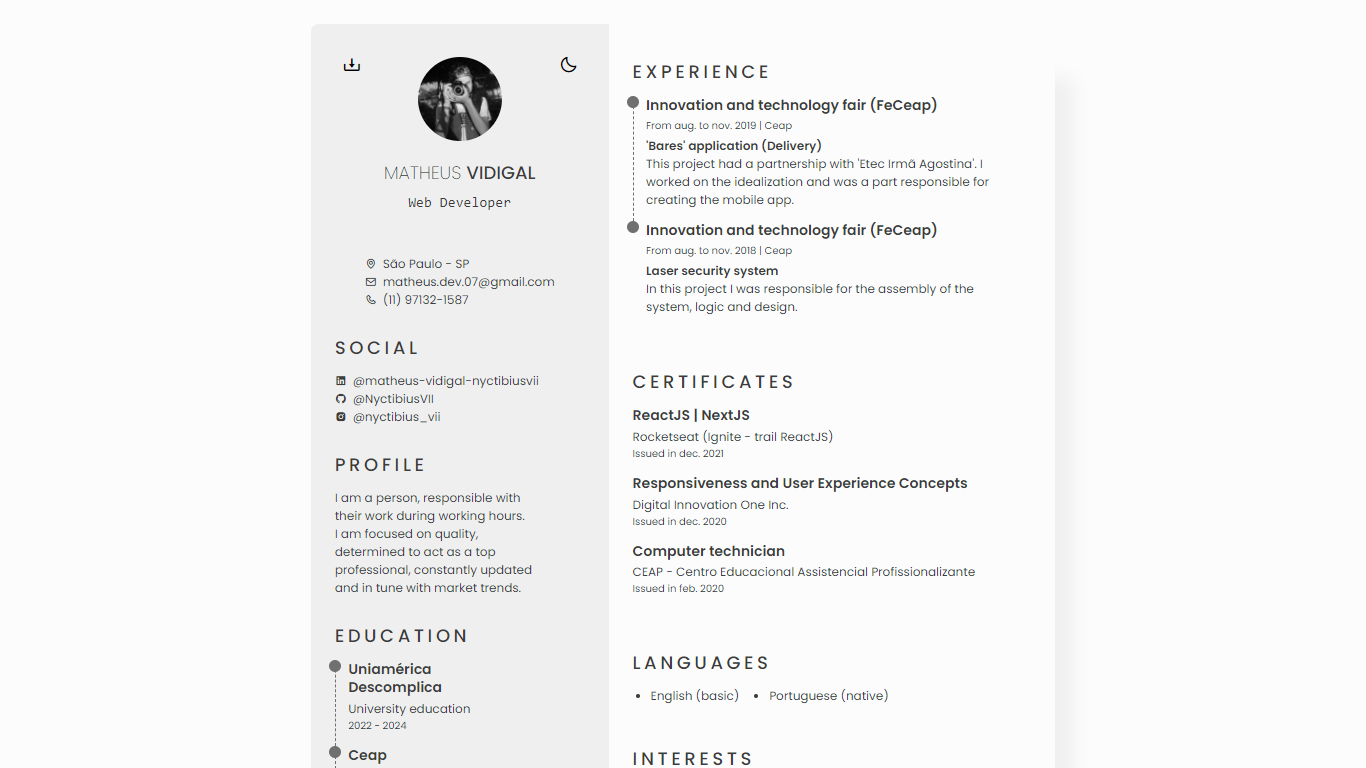 MATHEUS VIDIGAL
Web Developer
São Paulo - SP
matheus.dev.07@gmail.com
(11) 97132-1587
SOCIAL
@matheus-vidigal-nyctibiusvii
@NyctibiusVII
@nyctibius_vii
PROFILE
I am a person, responsible with
their work during working hours.
I am focused on quality,
determined to act as a top
professional, constantly updated
and in tune with market trends.
EDUCATION
Uniamérica
Descomplica
University education
2022 - 2024
Ceap
EXPERIENCE
Innovation and technology fair (FeCeap)
From aug. to nov. 2019 | Ceap
'Bares' application (Delivery)
This project had a partnership with 'Etec Irmã Agostina'. I
worked on the idealization and was a part responsible for
creating the mobile app.
Innovation and technology fair (FeCeap)
From aug. to nov. 2018 | Ceap
Laser security system
In this project I was responsible for the assembly of the
system, logic and design.
CERTIFICATES
ReactJS | NextJS
Rocketseat (Ignite - trail ReactJS)
Issued in dec. 2021
Responsiveness and User Experience Concepts
Digital Innovation One Inc.
Issued in dec. 2020
Computer technician
CEAP - Centro Educacional Assistencial Profissionalizante
Issued in feb. 2020
LANGUAGES
• English (basic) • Portuguese (native)
INTERESTS